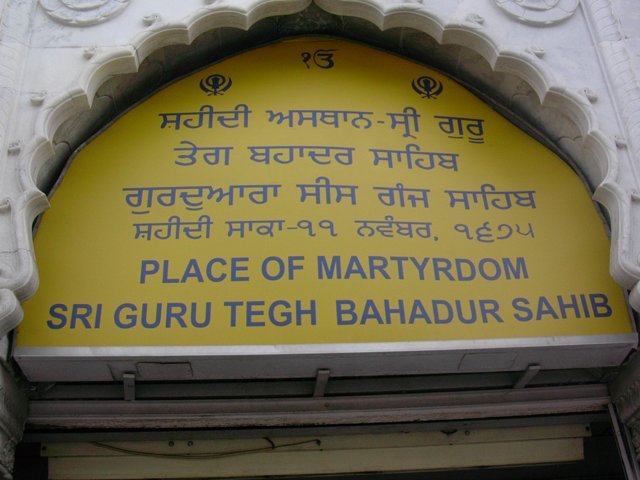 ੴ
ਸ਼ਹੀਦੀ ਅਸਥਾਨ-ਸ੍ਰੀ ਗੁਰੂ
ਤੇਗ ਬਹਾਦਰ ਸਾਹਿਬ
ਗੁਰਦੁਆਰਾ ਸੀਸ ਗੰਜ ਸਾਹਿਬ
ਸ਼ਹੀਦੀ ਸਾਕਾ-੧੧ ਨਵੰਬਰ, ੧੬੭੫
PLACE OF MARTYRDOM
SRI GURU TEGH BAHADUR SAHIB